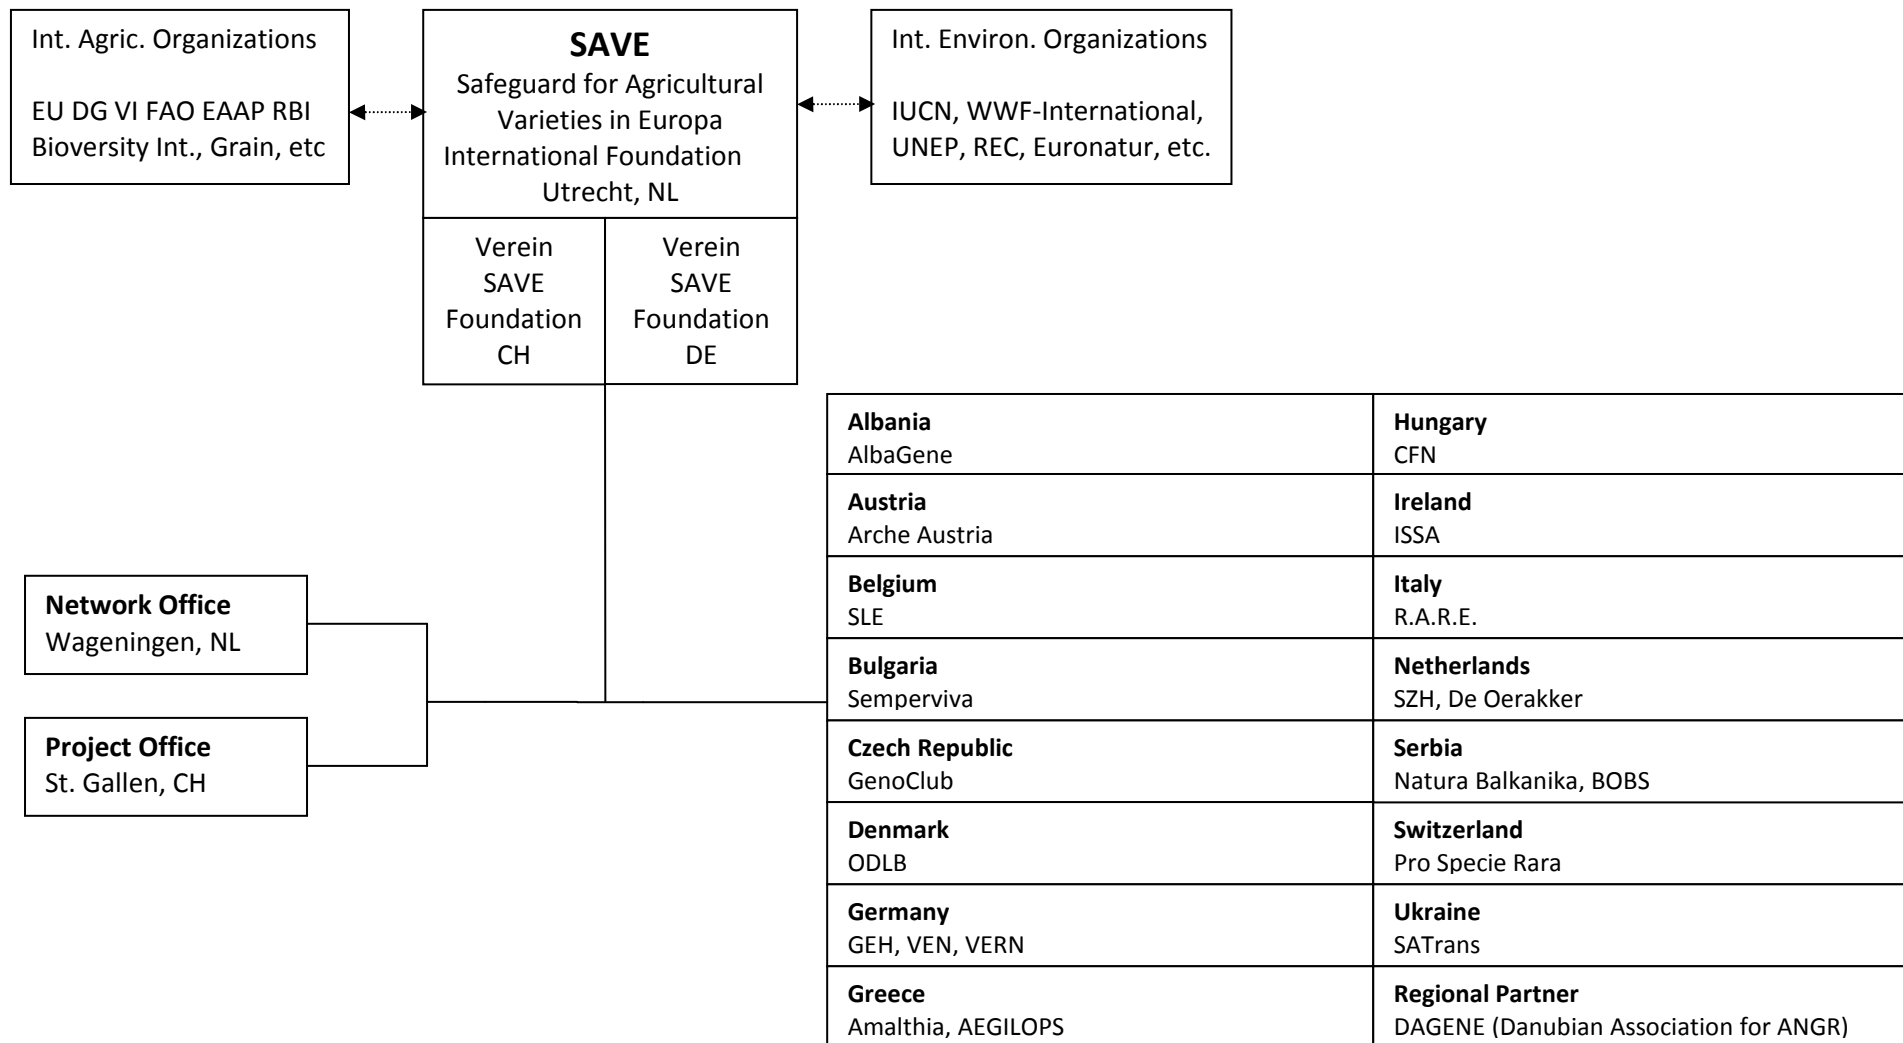 Int. Agric. Organizations
EU DG VI FAO EAAP RBI
Bioversity Int., Grain, etc
SAVE
Safeguard for Agricultural
Varieties in Europa
International Foundation
Utrecht, NL
Int. Environ. Organizations
IUCN, WWF-International,
UNEP, REC, Euronatur, etc.
Verein
SAVE
Foundation
CH
Verein
SAVE
Foundation
DE
Network Office
Wageningen, NL
Project Office
St. Gallen, CH
Albania
AlbaGene
Hungary
CFN
Austria
Arche Austria
Ireland
ISSA
Belgium
SLE
Italy
R.A.R.E.
Bulgaria
Semperviva
Netherlands
SZH, De Oerakker
Czech Republic
GenoClub
Serbia
Natura Balkanika, BOBS
Denmark
ODLB
Switzerland
Pro Specie Rara
Germany
GEH, VEN, VERN
Ukraine
SATrans
Greece
Amalthia, AEGILOPS
Regional Partner
DAGENE (Danubian Association for ANGR)